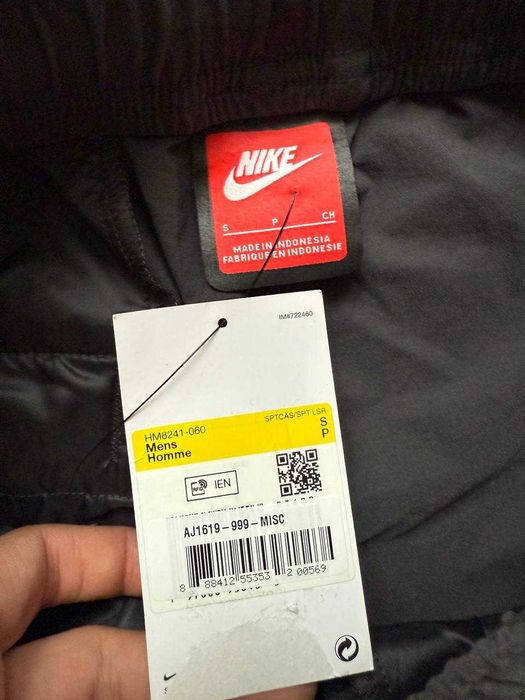 NIKE
S P CH
MADE IN INDONESIA
FABRIQUE EN INDONESIE
IM#722460
SPTCAS/SPT LSR
HM8241-060
S
Mens
P
Homme
RFID
IEN
AJ1619-999-MISC
8 88412 55353 2 00569